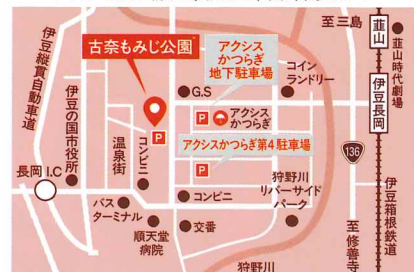 至三島
韮山
韮山時代劇場
古奈もみじ公園
アクシス
かつらぎ
地下駐車場
コイン
ランドリー
伊豆縦貫自動車道
伊豆の国市役所
G.S
P
アクシス
かつらぎ
伊豆長岡
温泉街
コンビニ
P
アクシスかつらぎ第4駐車場
P
136
長岡 I.C
バス
ターミナル
順天堂
病院
コンビニ
交番
狩野川
リバーサイド
パーク
狩野川
至修善寺
伊豆箱根鉄道